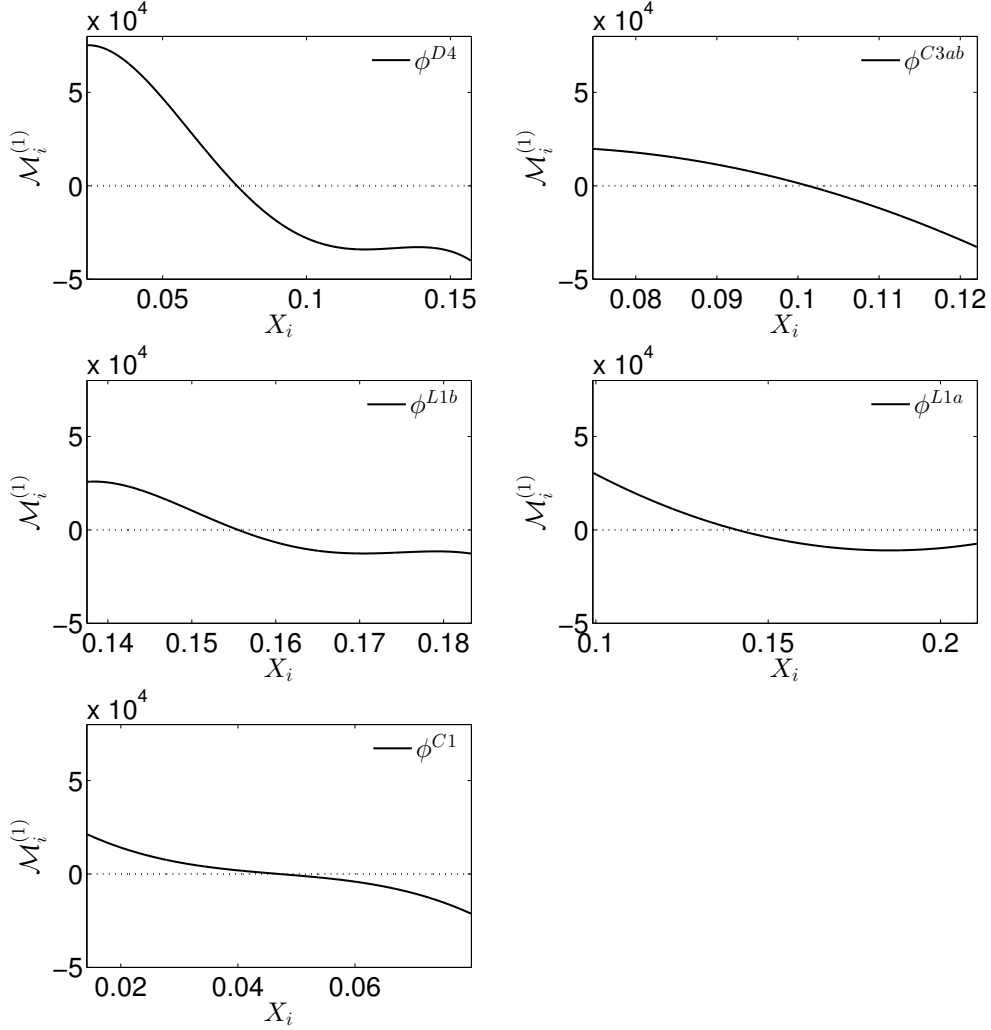 x 10^4
ϕ^{D4}
5
0
−5
0.05 0.1 0.15
X_i
M_i^{(1)}
x 10^4
ϕ^{C3ab}
5
0
−5
0.08 0.09 0.1 0.11 0.12
X_i
M_i^{(1)}
x 10^4
ϕ^{L1b}
5
0
−5
0.14 0.15 0.16 0.17 0.18
X_i
M_i^{(1)}
x 10^4
ϕ^{L1a}
5
0
−5
0.1 0.15 0.2
X_i
M_i^{(1)}
x 10^4
ϕ^{C1}
5
0
−5
0.02 0.04 0.06
X_i
M_i^{(1)}